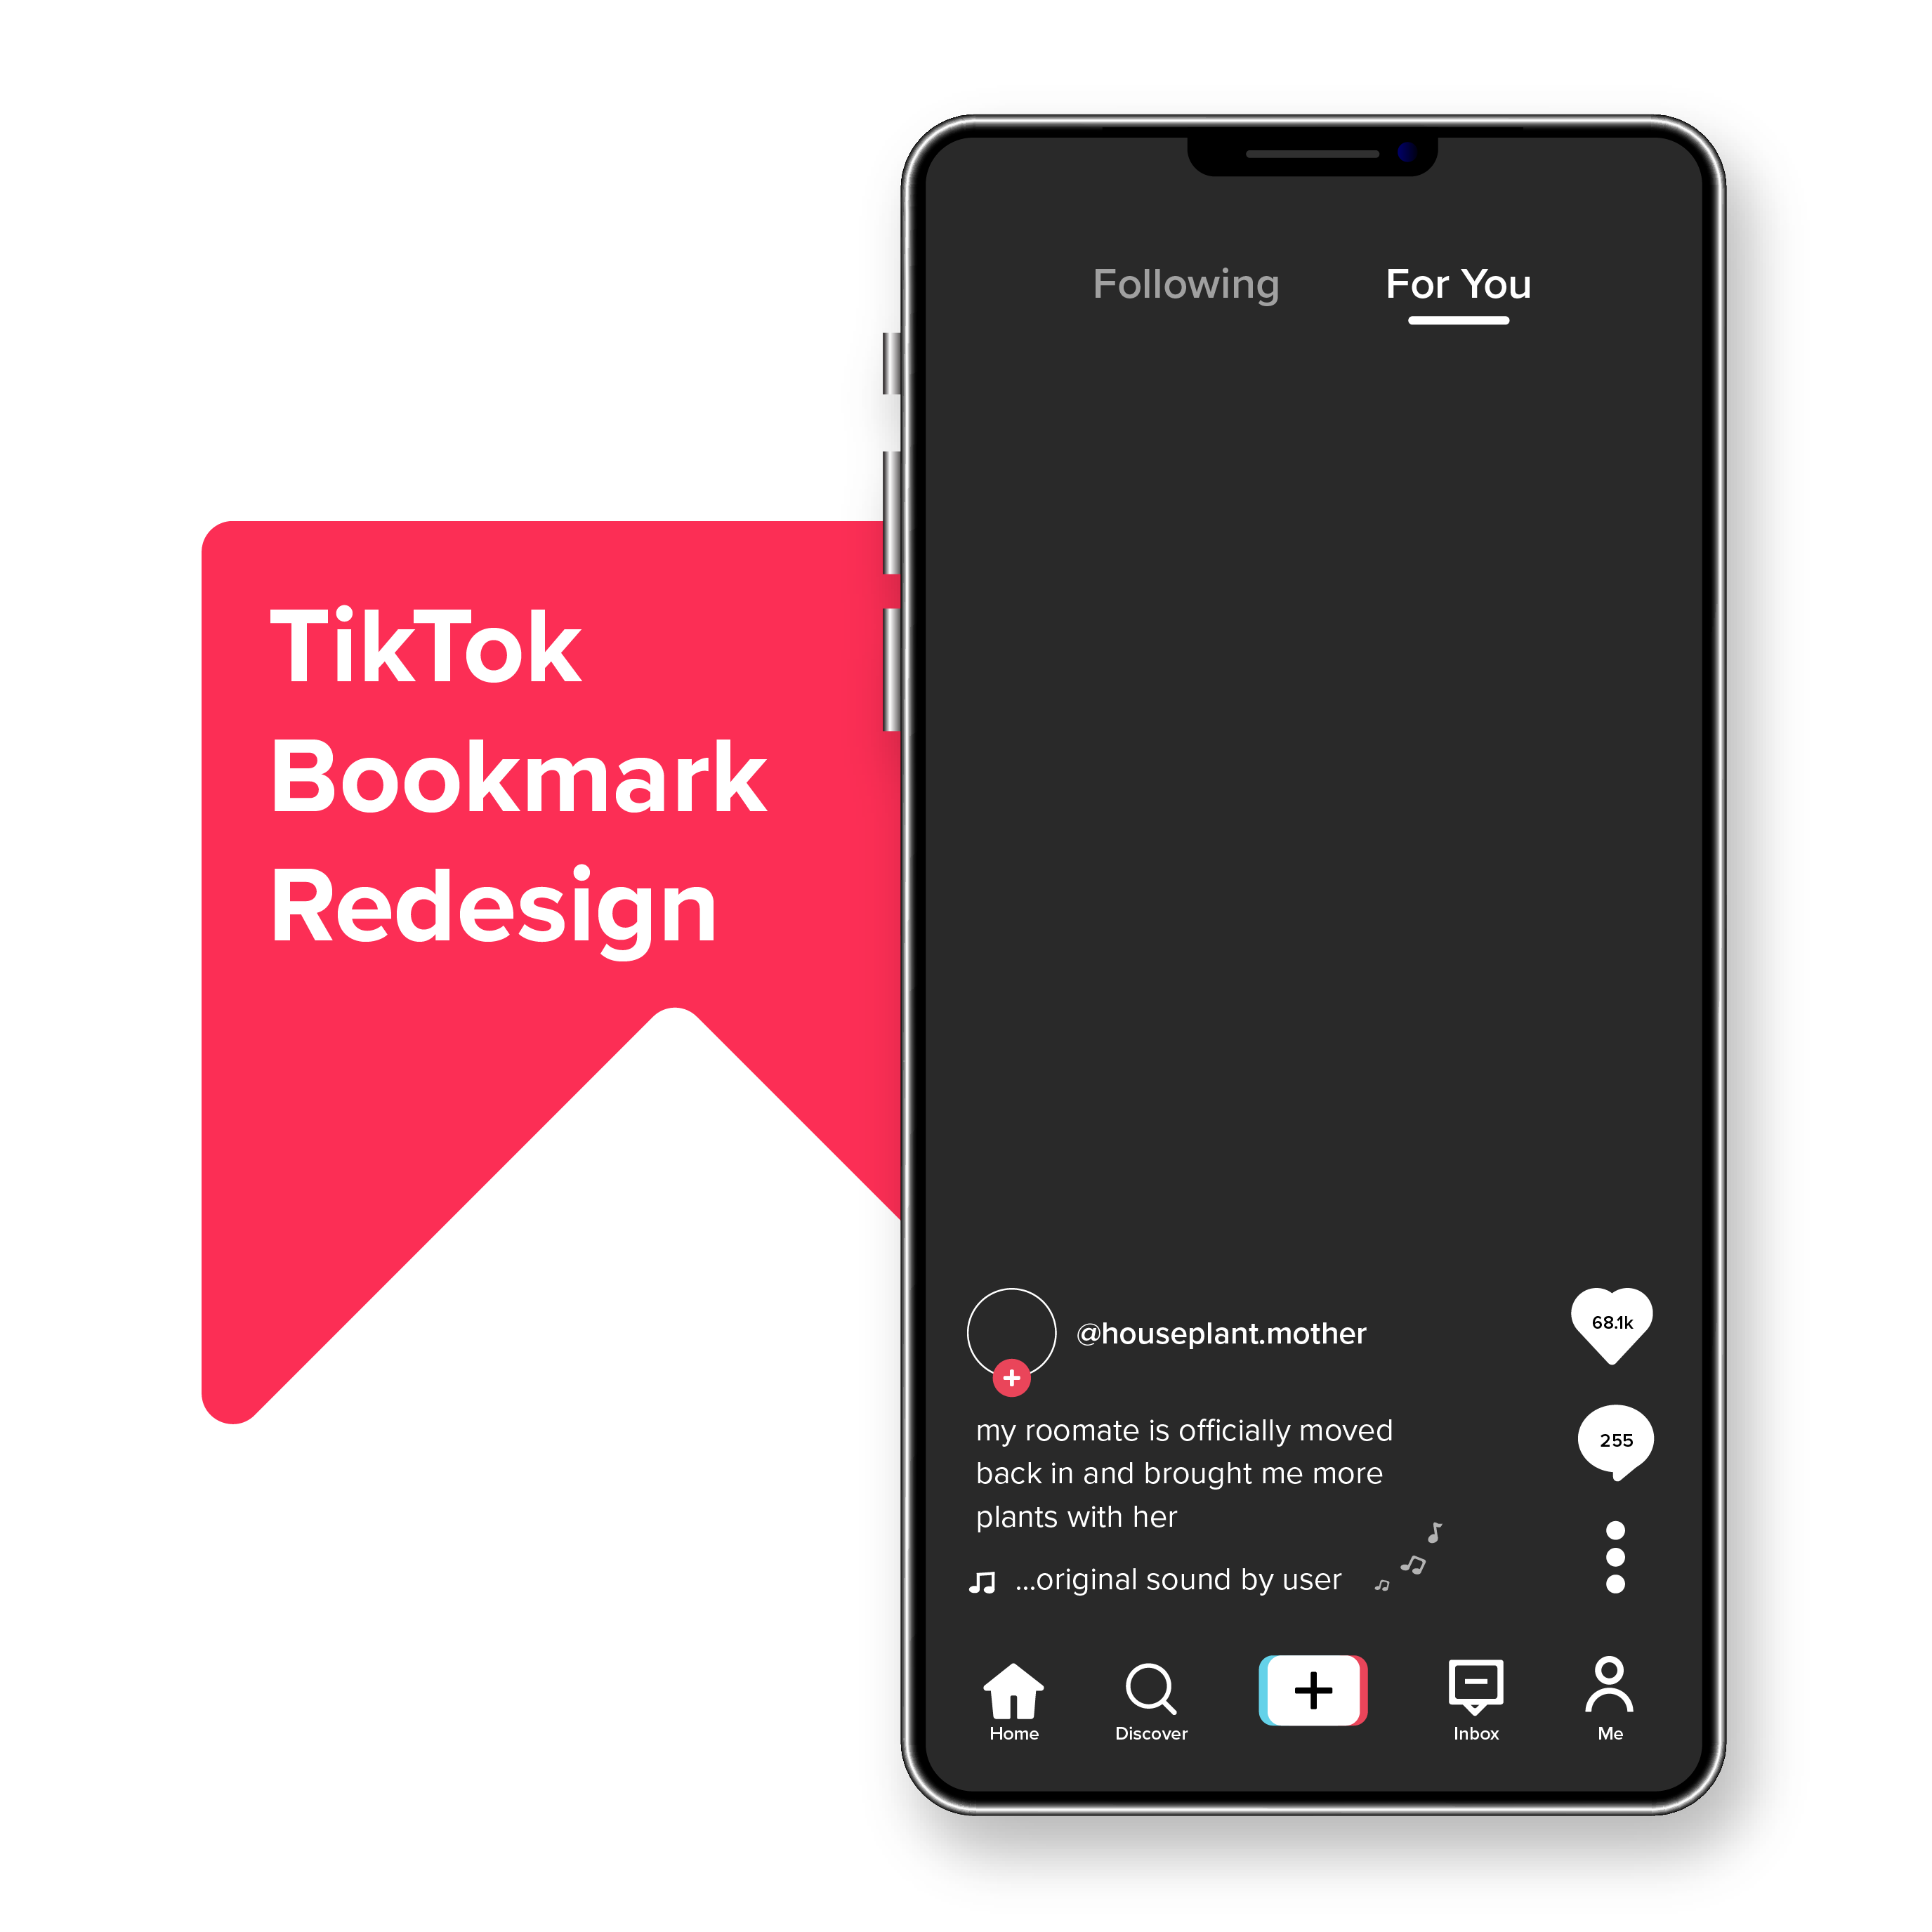 TikTok
Bookmark
Redesign
Following
For You
@houseplant.mother
68.1k
my roomate is officially moved
back in and brought me more
plants with her
255
...original sound by user
Home
Discover
Inbox
Me